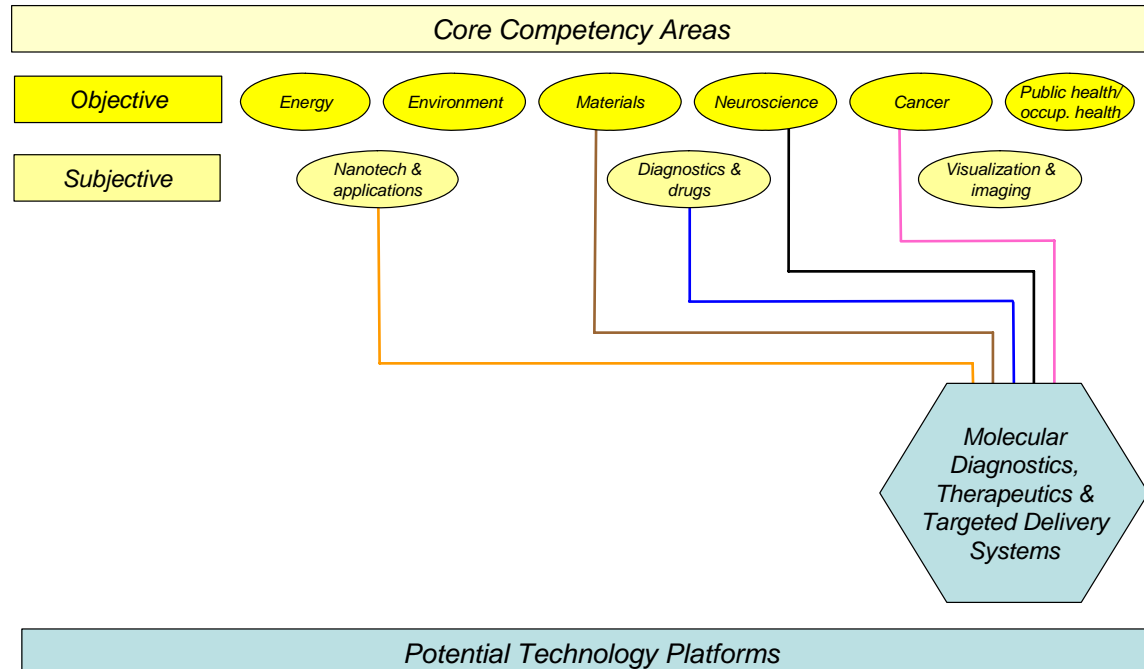 Core Competency Areas
Objective
Energy
Environment
Materials
Neuroscience
Cancer
Public health/
occup. health
Subjective
Nanotech &
applications
Diagnostics &
drugs
Visualization &
imaging
Molecular
Diagnostics,
Therapeutics &
Targeted Delivery
Systems
Potential Technology Platforms